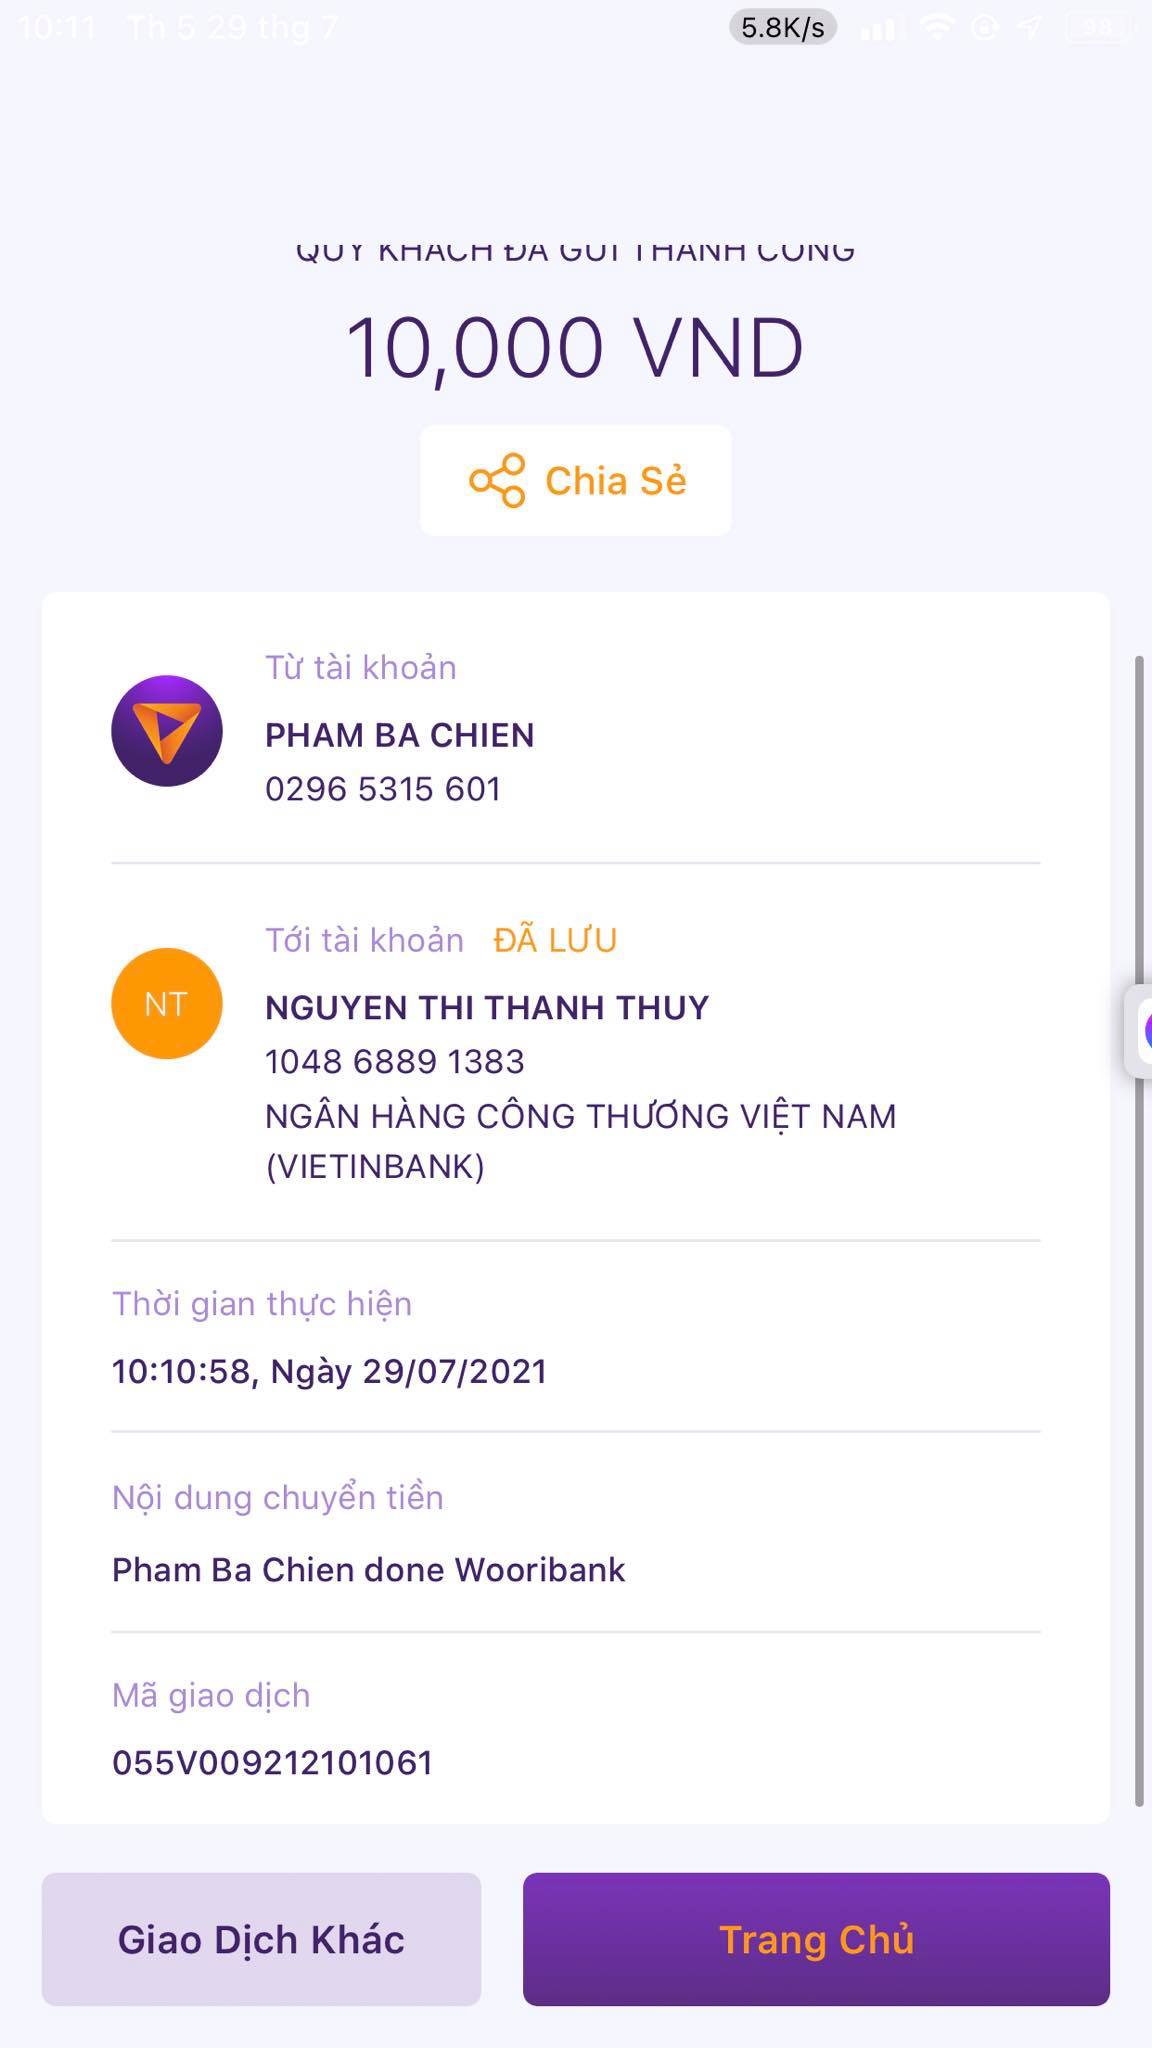 10:11 Th 5 29 thg 7
5.8K/s
98
QUÝ KHÁCH ĐÃ GỬI THÀNH CÔNG
10,000 VND
Chia Sẻ
Từ tài khoản
PHAM BA CHIEN
0296 5315 601
Tới tài khoản ĐÃ LƯU
NT
NGUYEN THI THANH THUY
1048 6889 1383
NGÂN HÀNG CÔNG THƯƠNG VIỆT NAM
(VIETINBANK)
Thời gian thực hiện
10:10:58, Ngày 29/07/2021
Nội dung chuyển tiền
Pham Ba Chien done Wooribank
Mã giao dịch
055V009212101061
Giao Dịch Khác
Trang Chủ